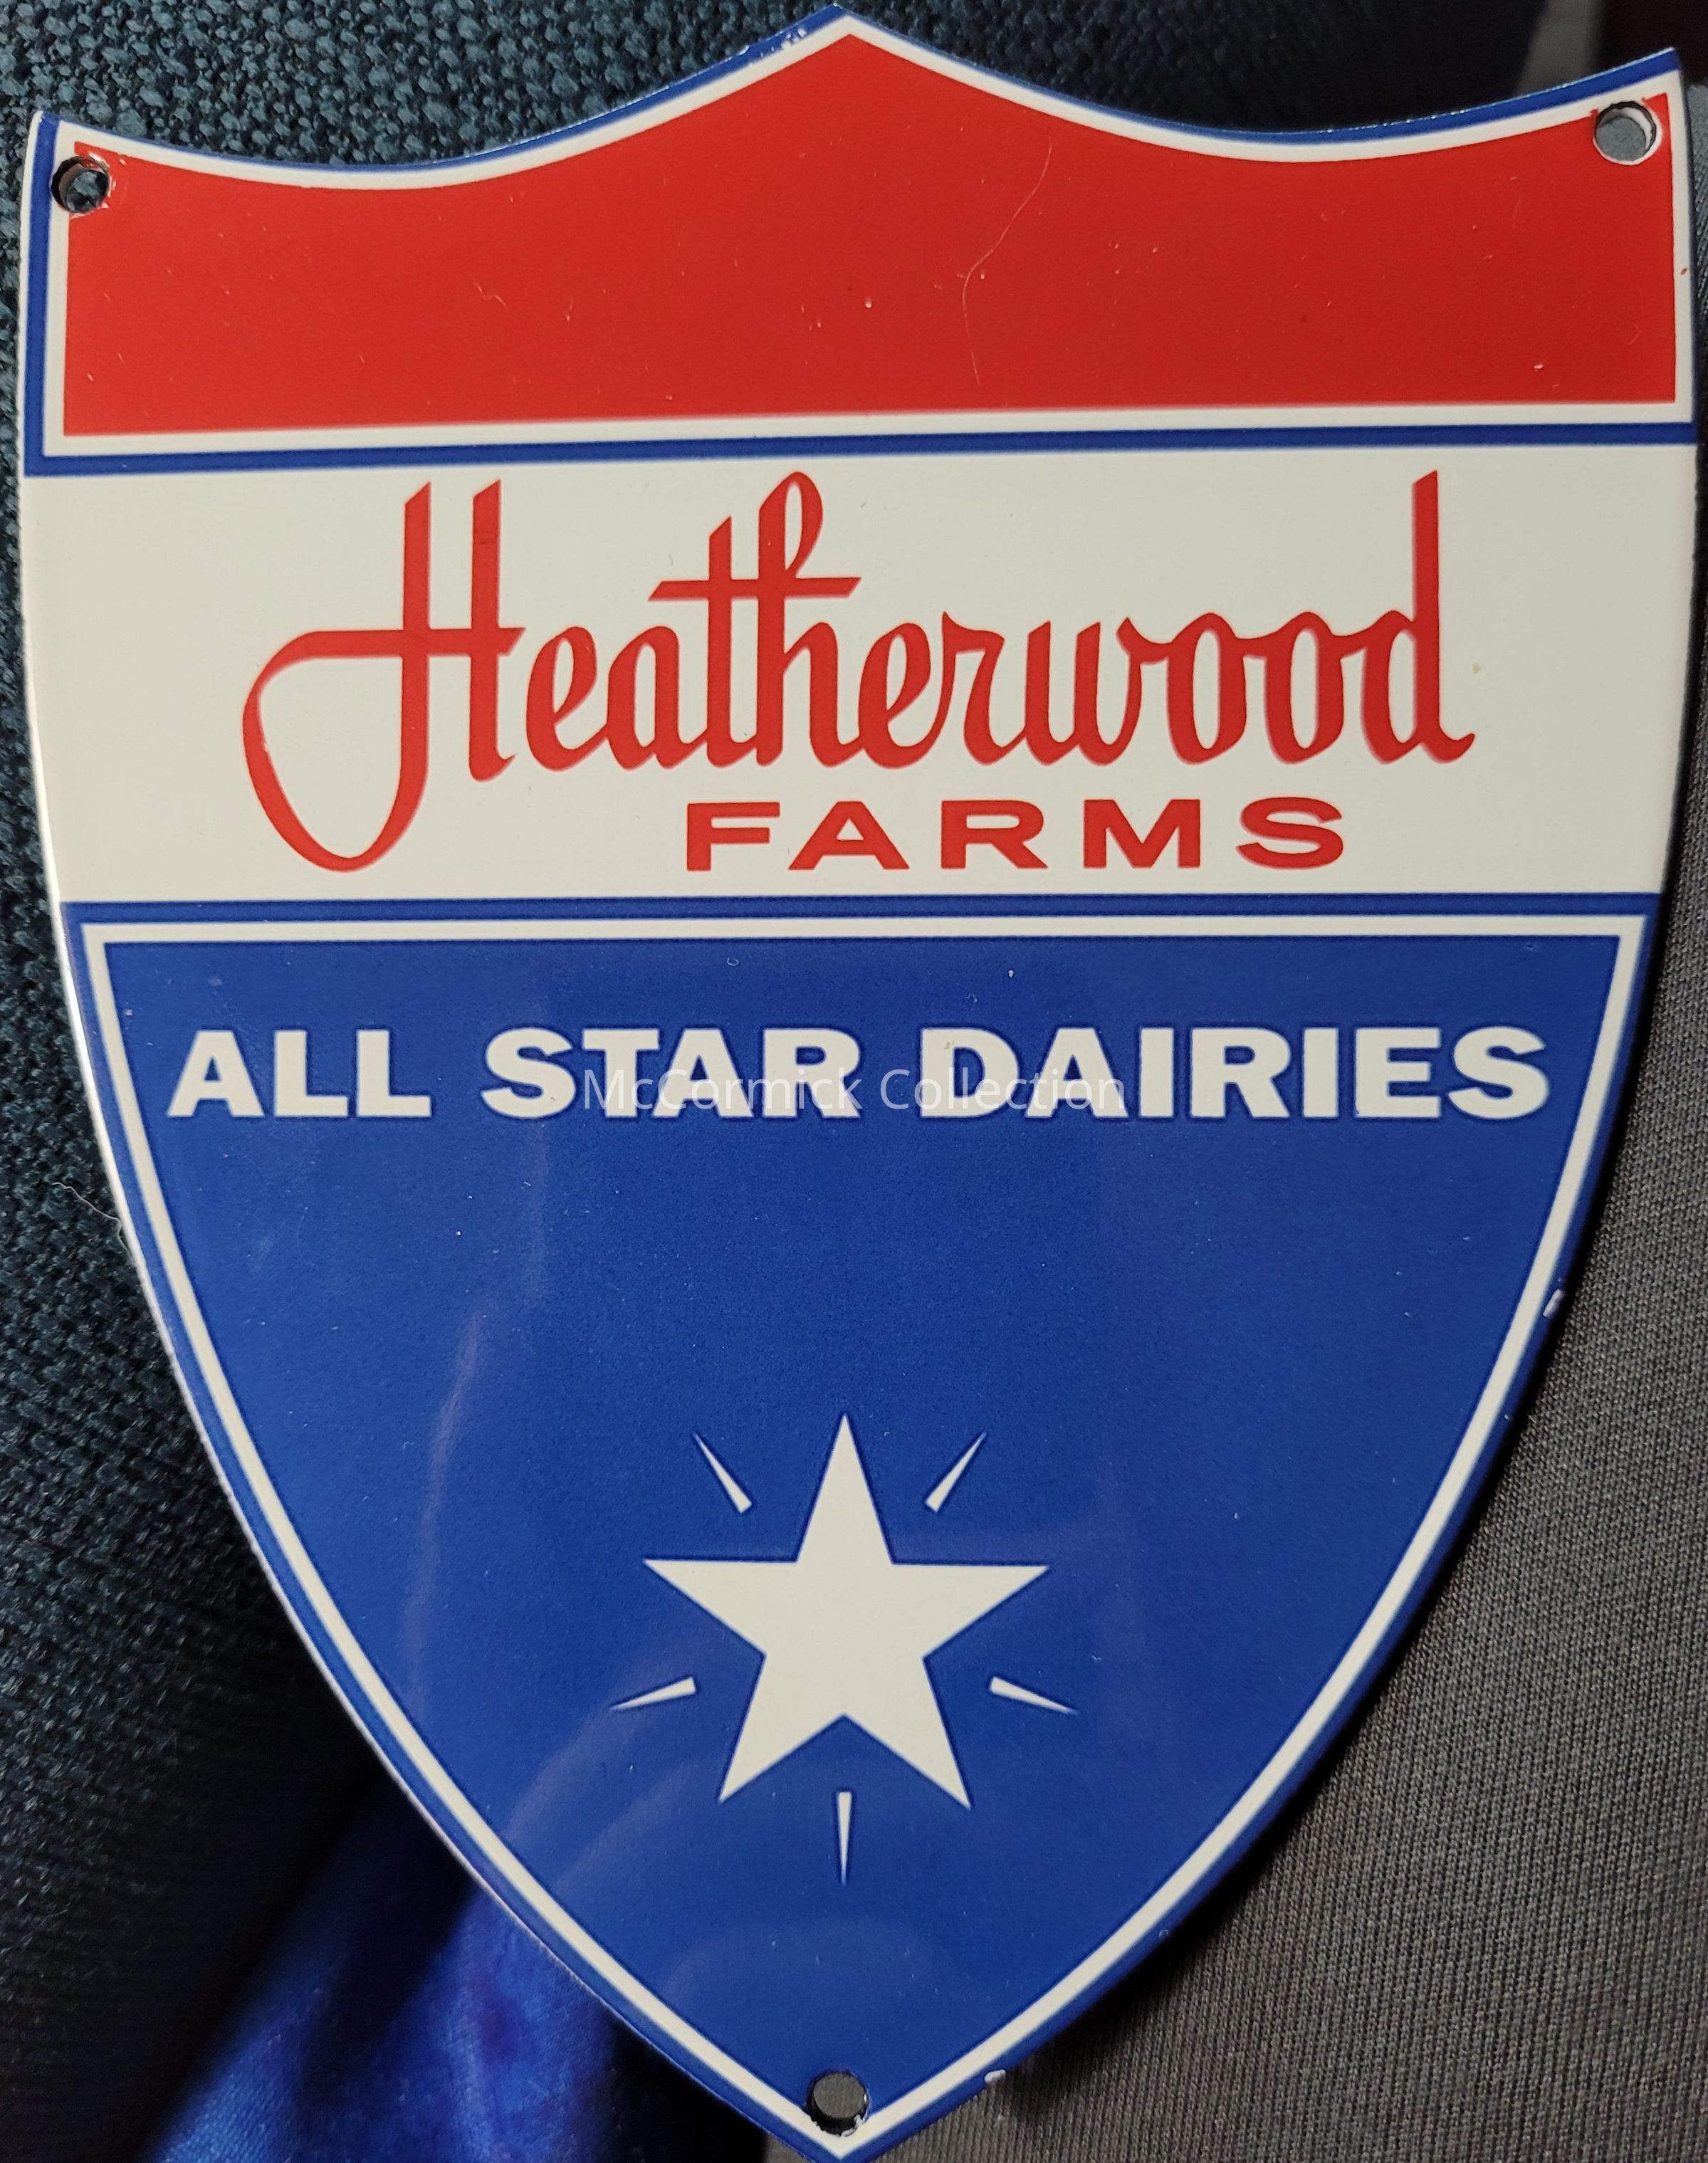 Heatherwood
FARMS
ALL STAR DAIRIES
McCormick Collection